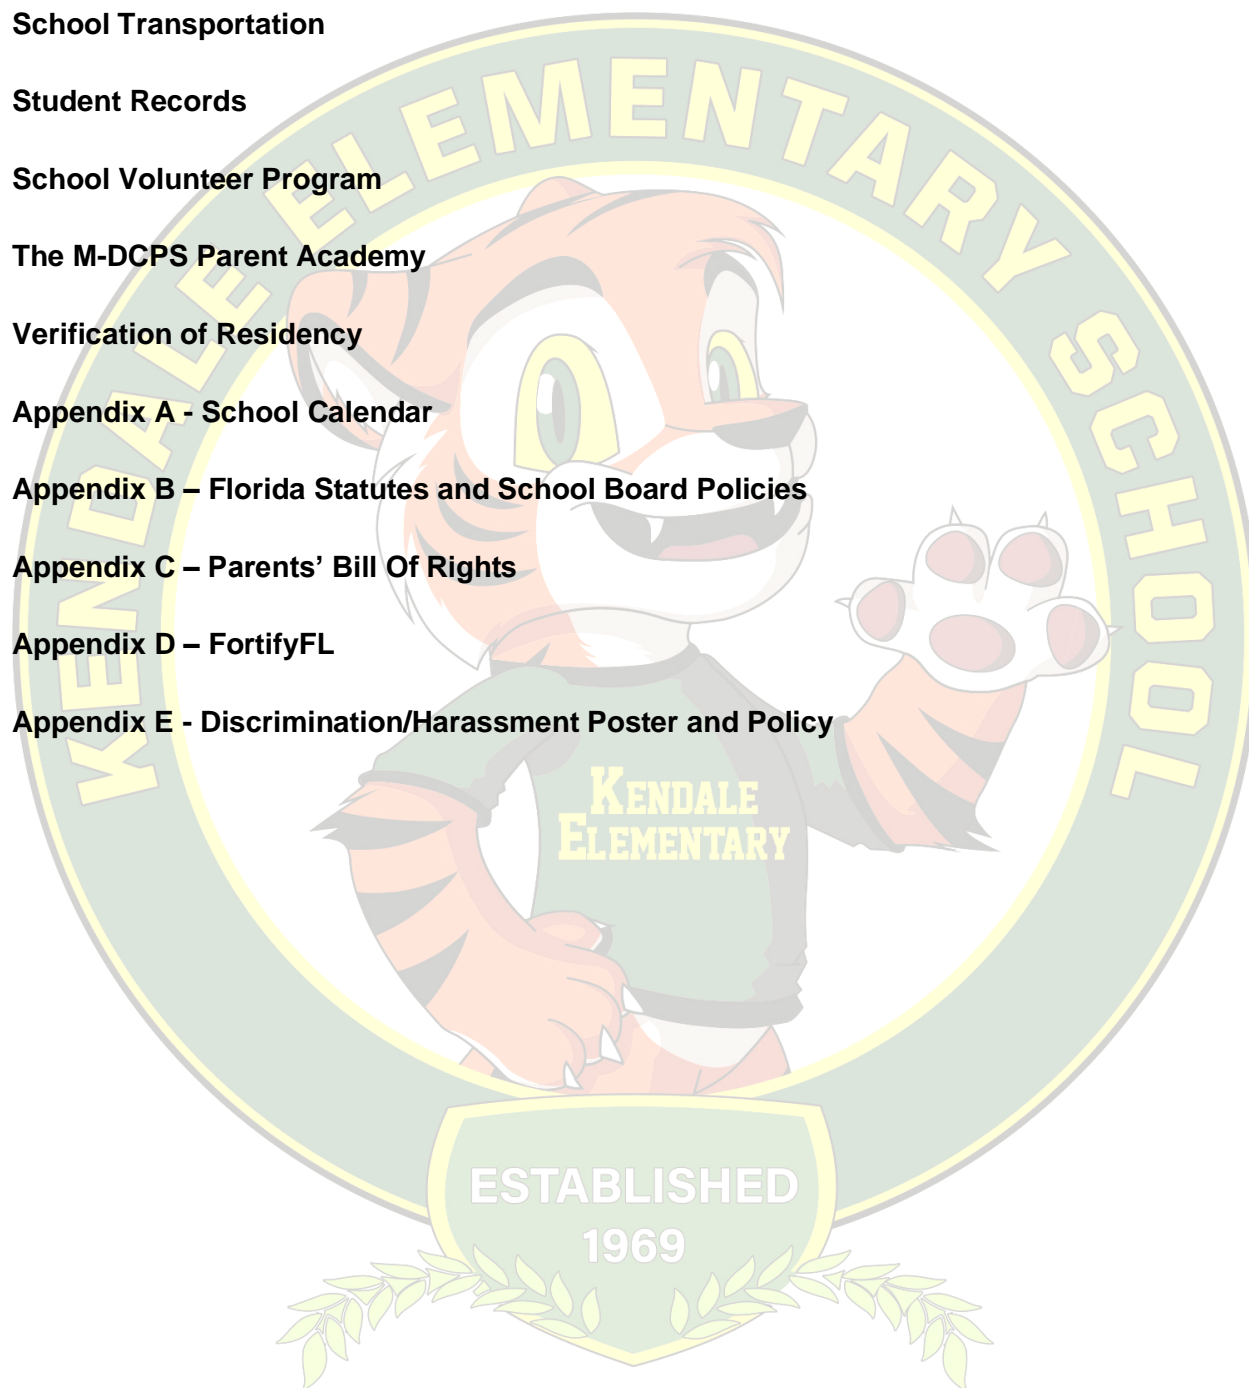 School Transportation
Student Records
School Volunteer Program
The M-DCPS Parent Academy
Verification of Residency
Appendix A - School Calendar
Appendix B – Florida Statutes and School Board Policies
Appendix C – Parents’ Bill Of Rights
Appendix D – FortifyFL
Appendix E - Discrimination/Harassment Poster and Policy
KENDALE ELEMENTARY SCHOOL
KENDALE
ELEMENTARY
ESTABLISHED
1969